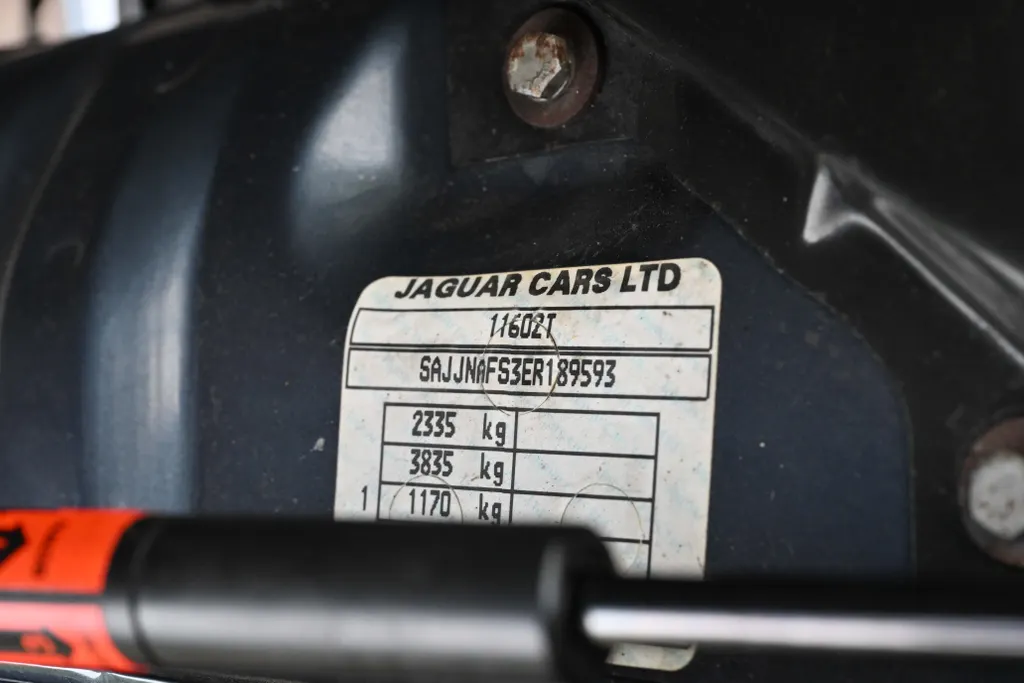 JAGUAR CARS LTD
11602T
SAJJNAFS3ER189593
2335 kg
3835 kg
1 1170 kg